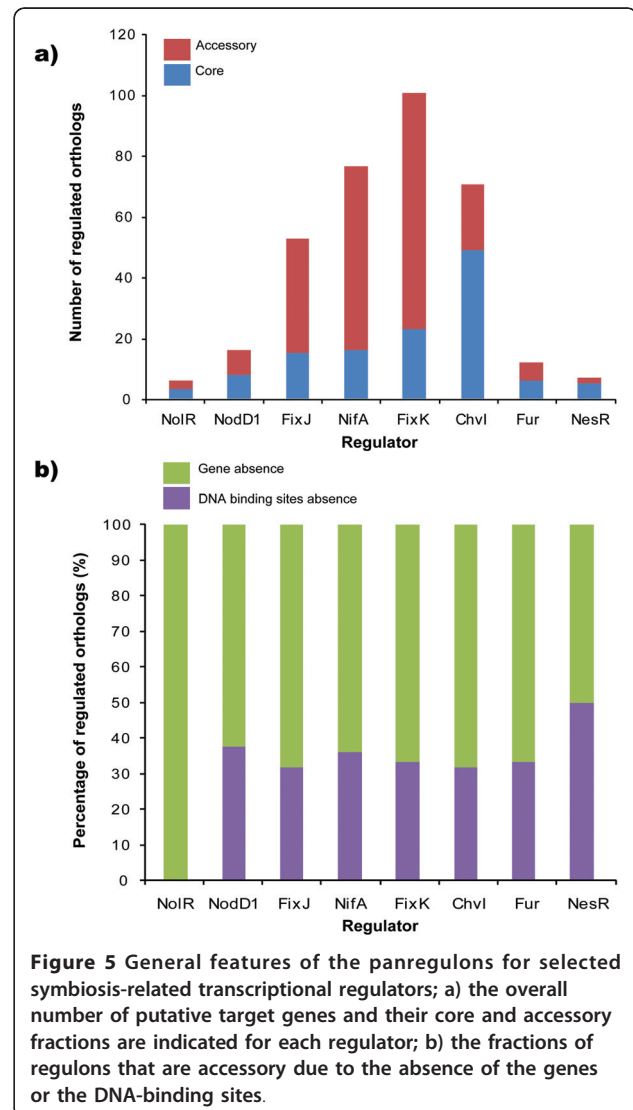 a)
Accessory
Core
Number of regulated orthologs
120
100
80
60
40
20
0
NolR NodD1 FixJ NifA FixK ChvI Fur NesR
Regulator
b)
Gene absence
DNA binding sites absence
Percentage of regulated orthologs (%)
100
90
80
70
60
50
40
30
20
10
0
NolR NodD1 FixJ NifA FixK ChvI Fur NesR
Regulator
Figure 5 General features of the panregulons for selected
symbiosis-related transcriptional regulators; a) the overall
number of putative target genes and their core and accessory
fractions are indicated for each regulator; b) the fractions of
regulons that are accessory due to the absence of the genes
or the DNA-binding sites.